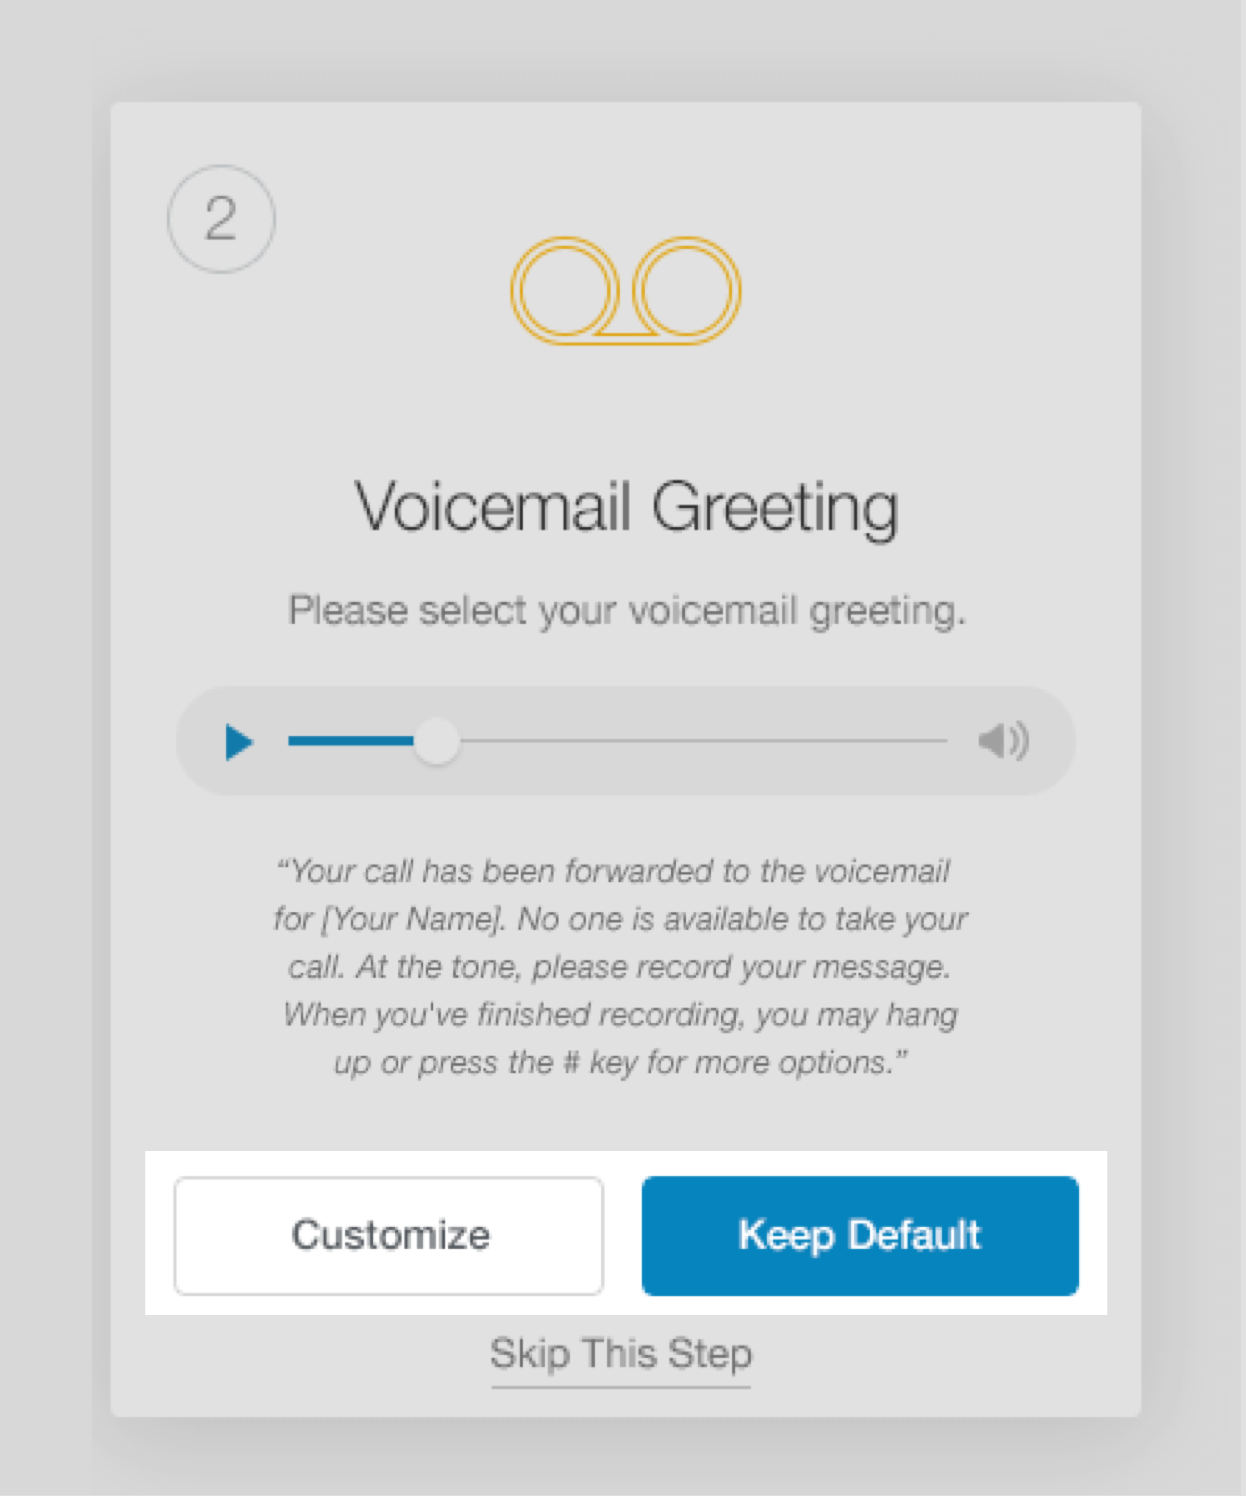 2
Voicemail Greeting
Please select your voicemail greeting.
“Your call has been forwarded to the voicemail
for [Your Name]. No one is available to take your
call. At the tone, please record your message.
When you've finished recording, you may hang
up or press the # key for more options.”
Customize
Keep Default
Skip This Step